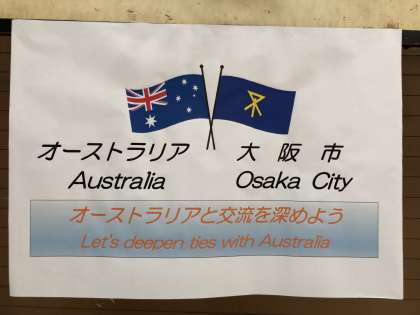 オーストラリア 大阪市
Australia Osaka City
オーストラリアと交流を深めよう
Let's deepen ties with Australia